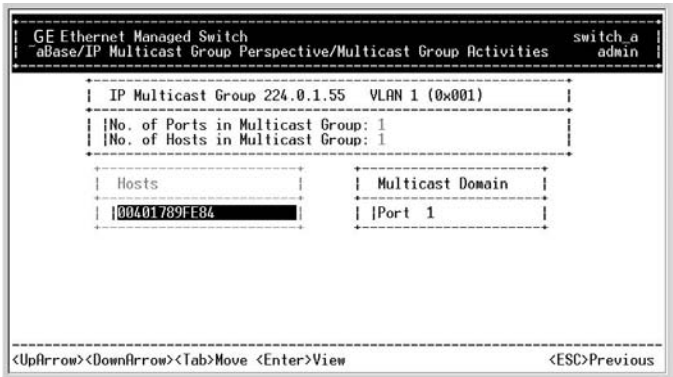 GE Ethernet Managed Switch switch_a
~aBase/IP Multicast Group Perspective/Multicast Group Activities admin
IP Multicast Group 224.0.1.55 VLAN 1 (0x001)
|No. of Ports in Multicast Group: 1
|No. of Hosts in Multicast Group: 1
Hosts
|00401789FE84
Multicast Domain
|Port 1
<UpArrow><DownArrow><Tab>Move <Enter>View <ESC>Previous